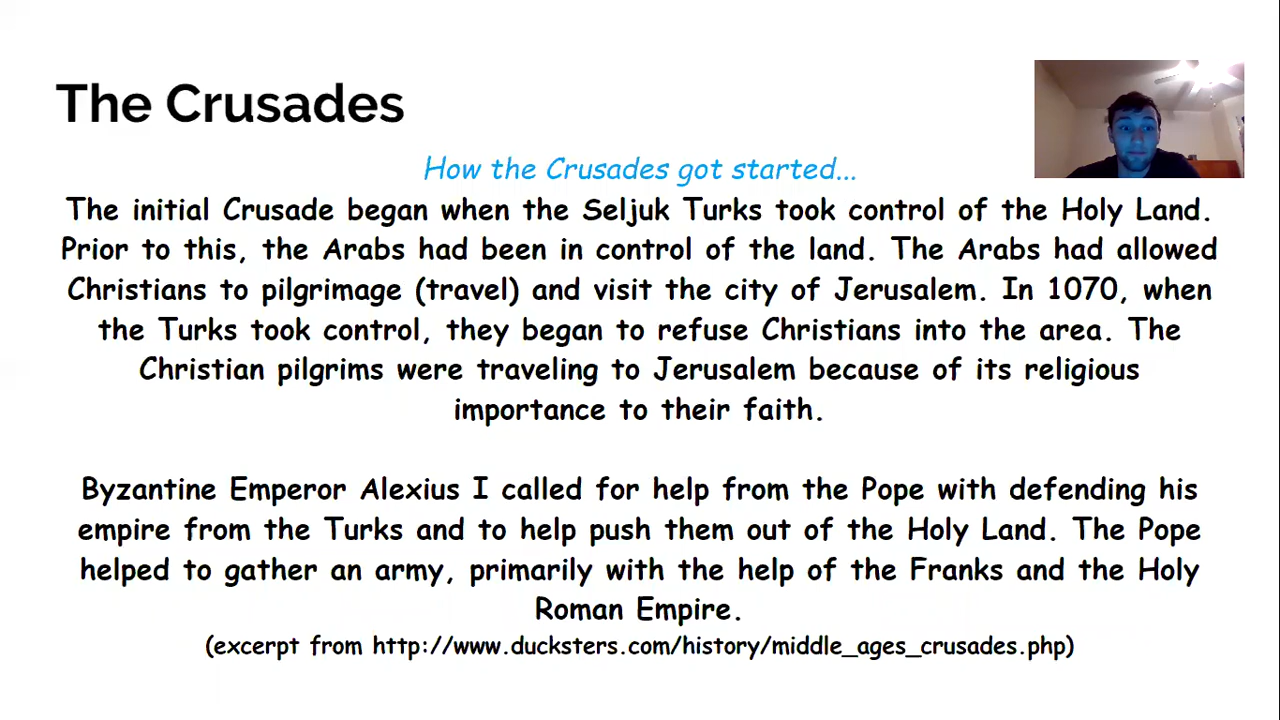 The Crusades
How the Crusades got started...
The initial Crusade began when the Seljuk Turks took control of the Holy Land.
Prior to this, the Arabs had been in control of the land. The Arabs had allowed
Christians to pilgrimage (travel) and visit the city of Jerusalem. In 1070, when
the Turks took control, they began to refuse Christians into the area. The
Christian pilgrims were traveling to Jerusalem because of its religious
importance to their faith.
Byzantine Emperor Alexius I called for help from the Pope with defending his
empire from the Turks and to help push them out of the Holy Land. The Pope
helped to gather an army, primarily with the help of the Franks and the Holy
Roman Empire.
(excerpt from http://www.ducksters.com/history/middle_ages_crusades.php)